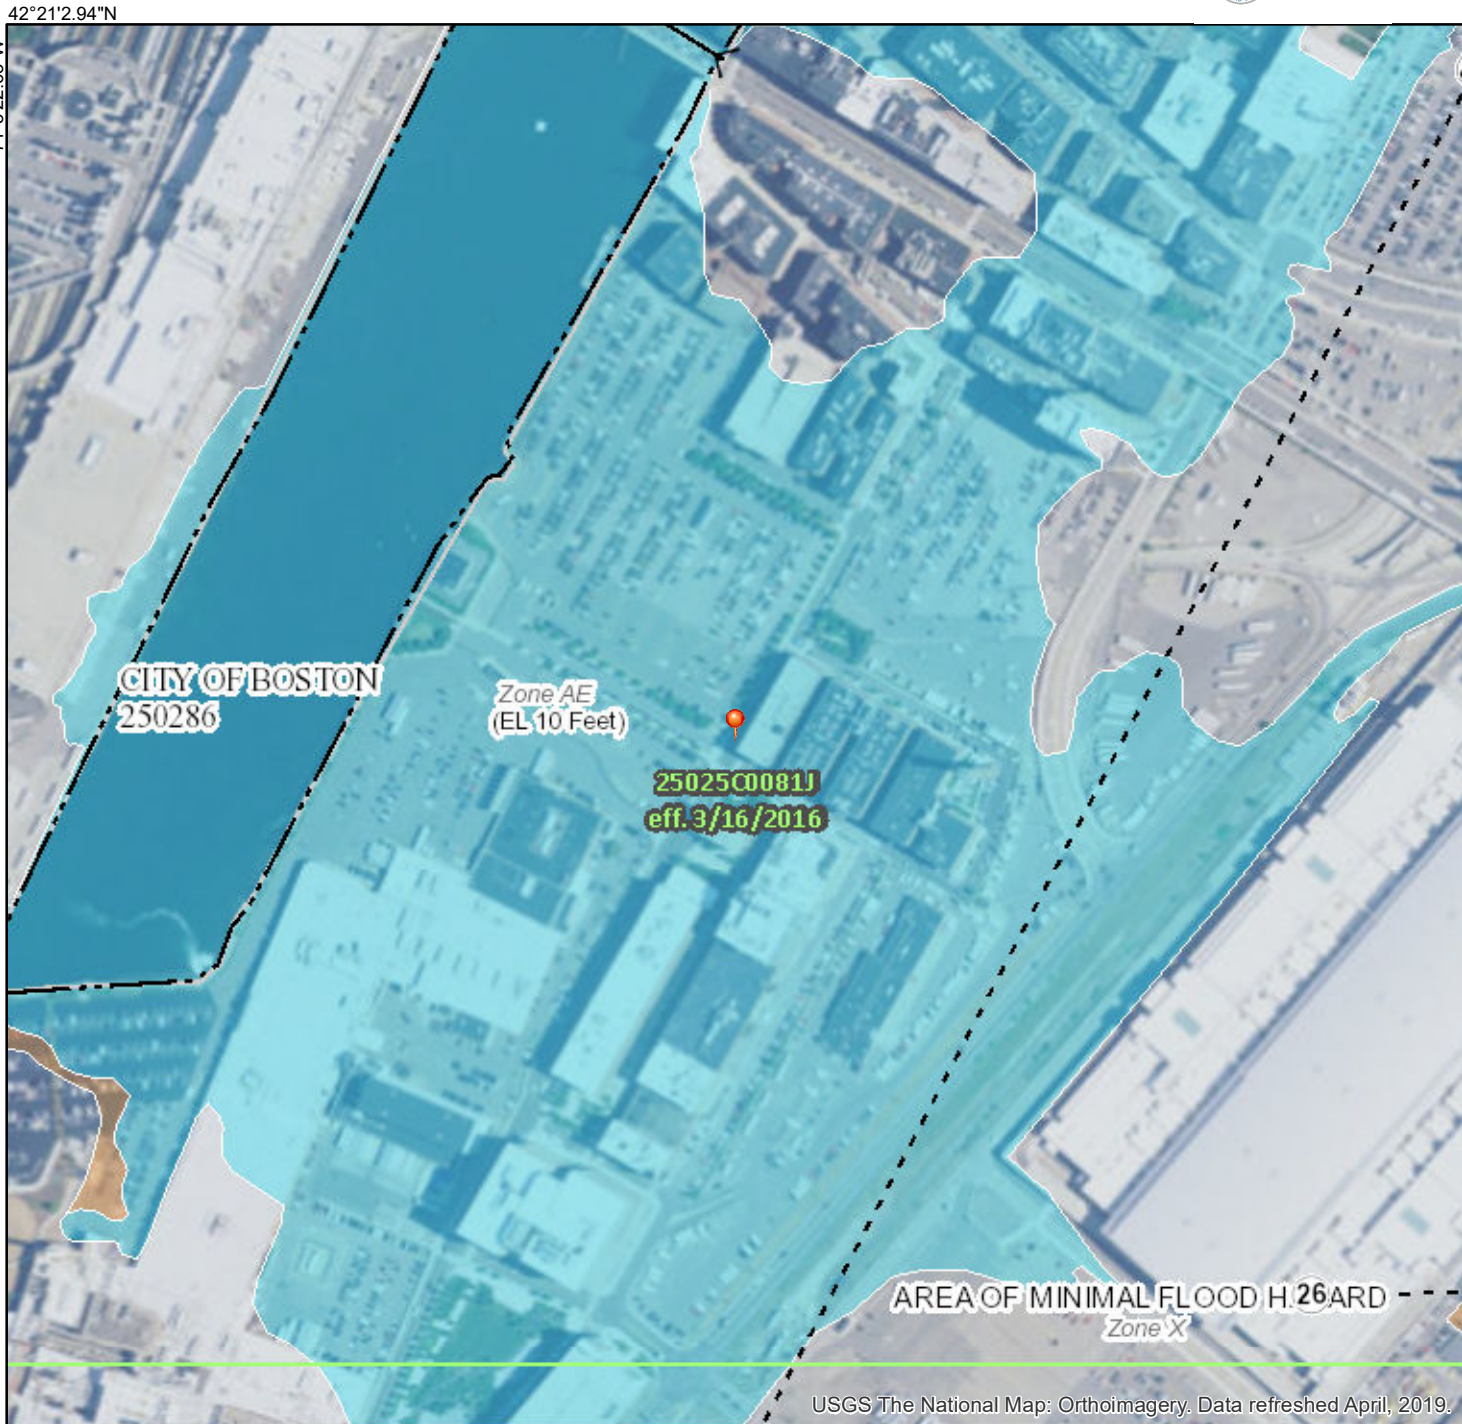 42°21'2.94"N
CITY OF BOSTON
250286
Zone AE
(EL 10 Feet)
25025C0081J
eff. 3/16/2016
AREA OF MINIMAL FLOOD H ARD
26
Zone X
USGS The National Map: Orthoimagery. Data refreshed April, 2019.